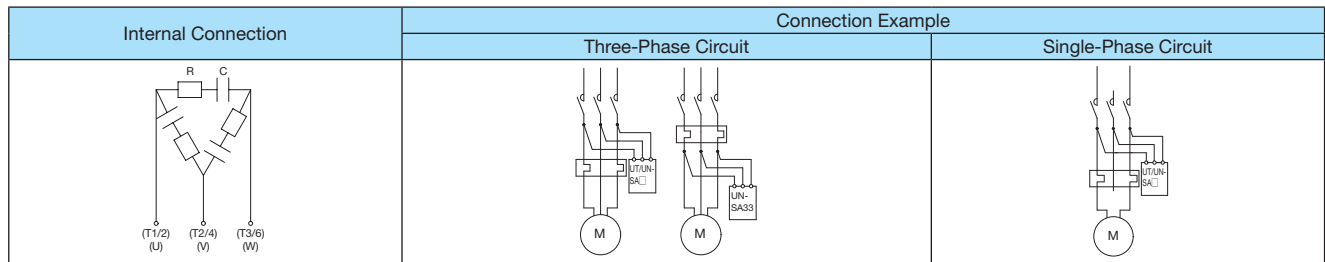 Internal Connection
Connection Example
Three-Phase Circuit
Single-Phase Circuit
R
C
(T1/2)
(T2/4)
(T3/6)
(U)
(V)
(W)
UT/UN-
SA□
M
UN-
SA33
M
UT/UN-
SA□
M